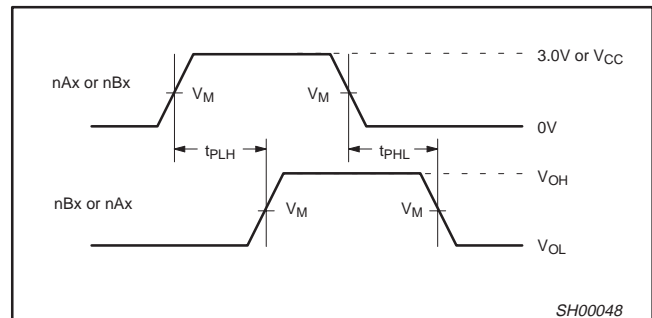 3.0V or VCC
nAx or nBx
VM
VM
0V
tPLH
tPHL
VOH
nBx or nAx
VM
VM
VOL
SH00048